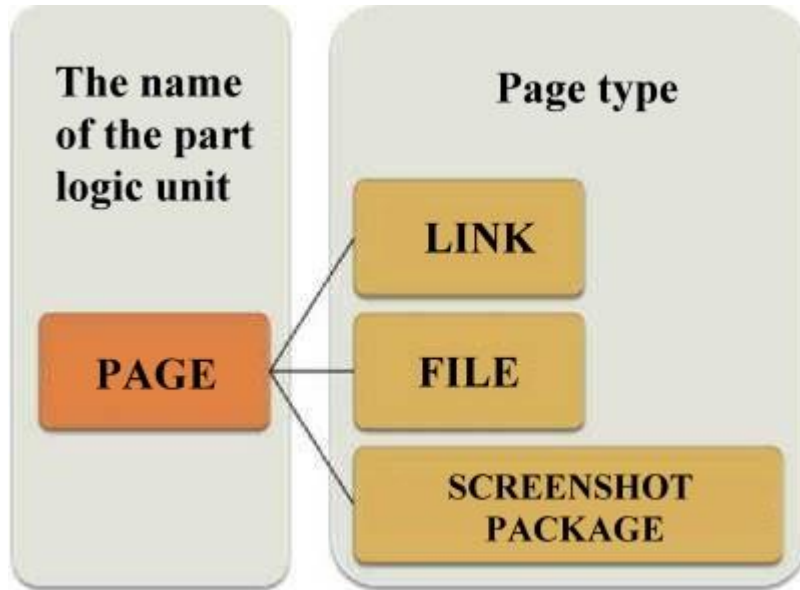 The name
of the part
logic unit
Page type
PAGE
LINK
FILE
SCREENSHOT
PACKAGE